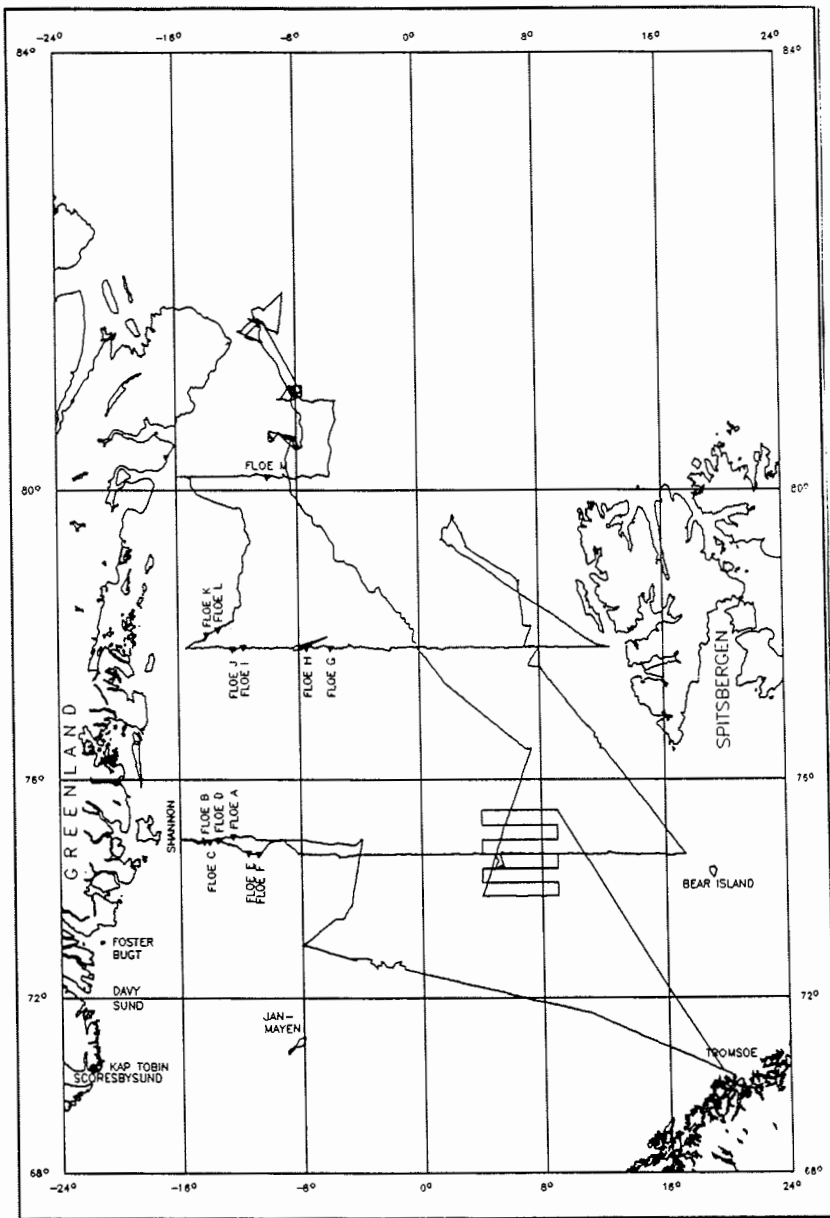 -24° -16° -8° 0° 8° 16° 24°
84°
FLOE M
80° 80°
FLOE K
FLOE L
FLOE J
FLOE I
FLOE H
FLOE G
SPITSBERGEN
GREENLAND
76° 76°
SHANNON
FLOE B
FLOE D
FLOE A
FLOE C
FLOE E
FLOE F
BEAR ISLAND
FOSTER
BUGT
DAVY
SUND
72° 72°
JAN-
MAYEN
TROMSOE
KAP TOBIN
SCORESBYSUND
68° 68°
-24° -16° -8° 0° 8° 16° 24°